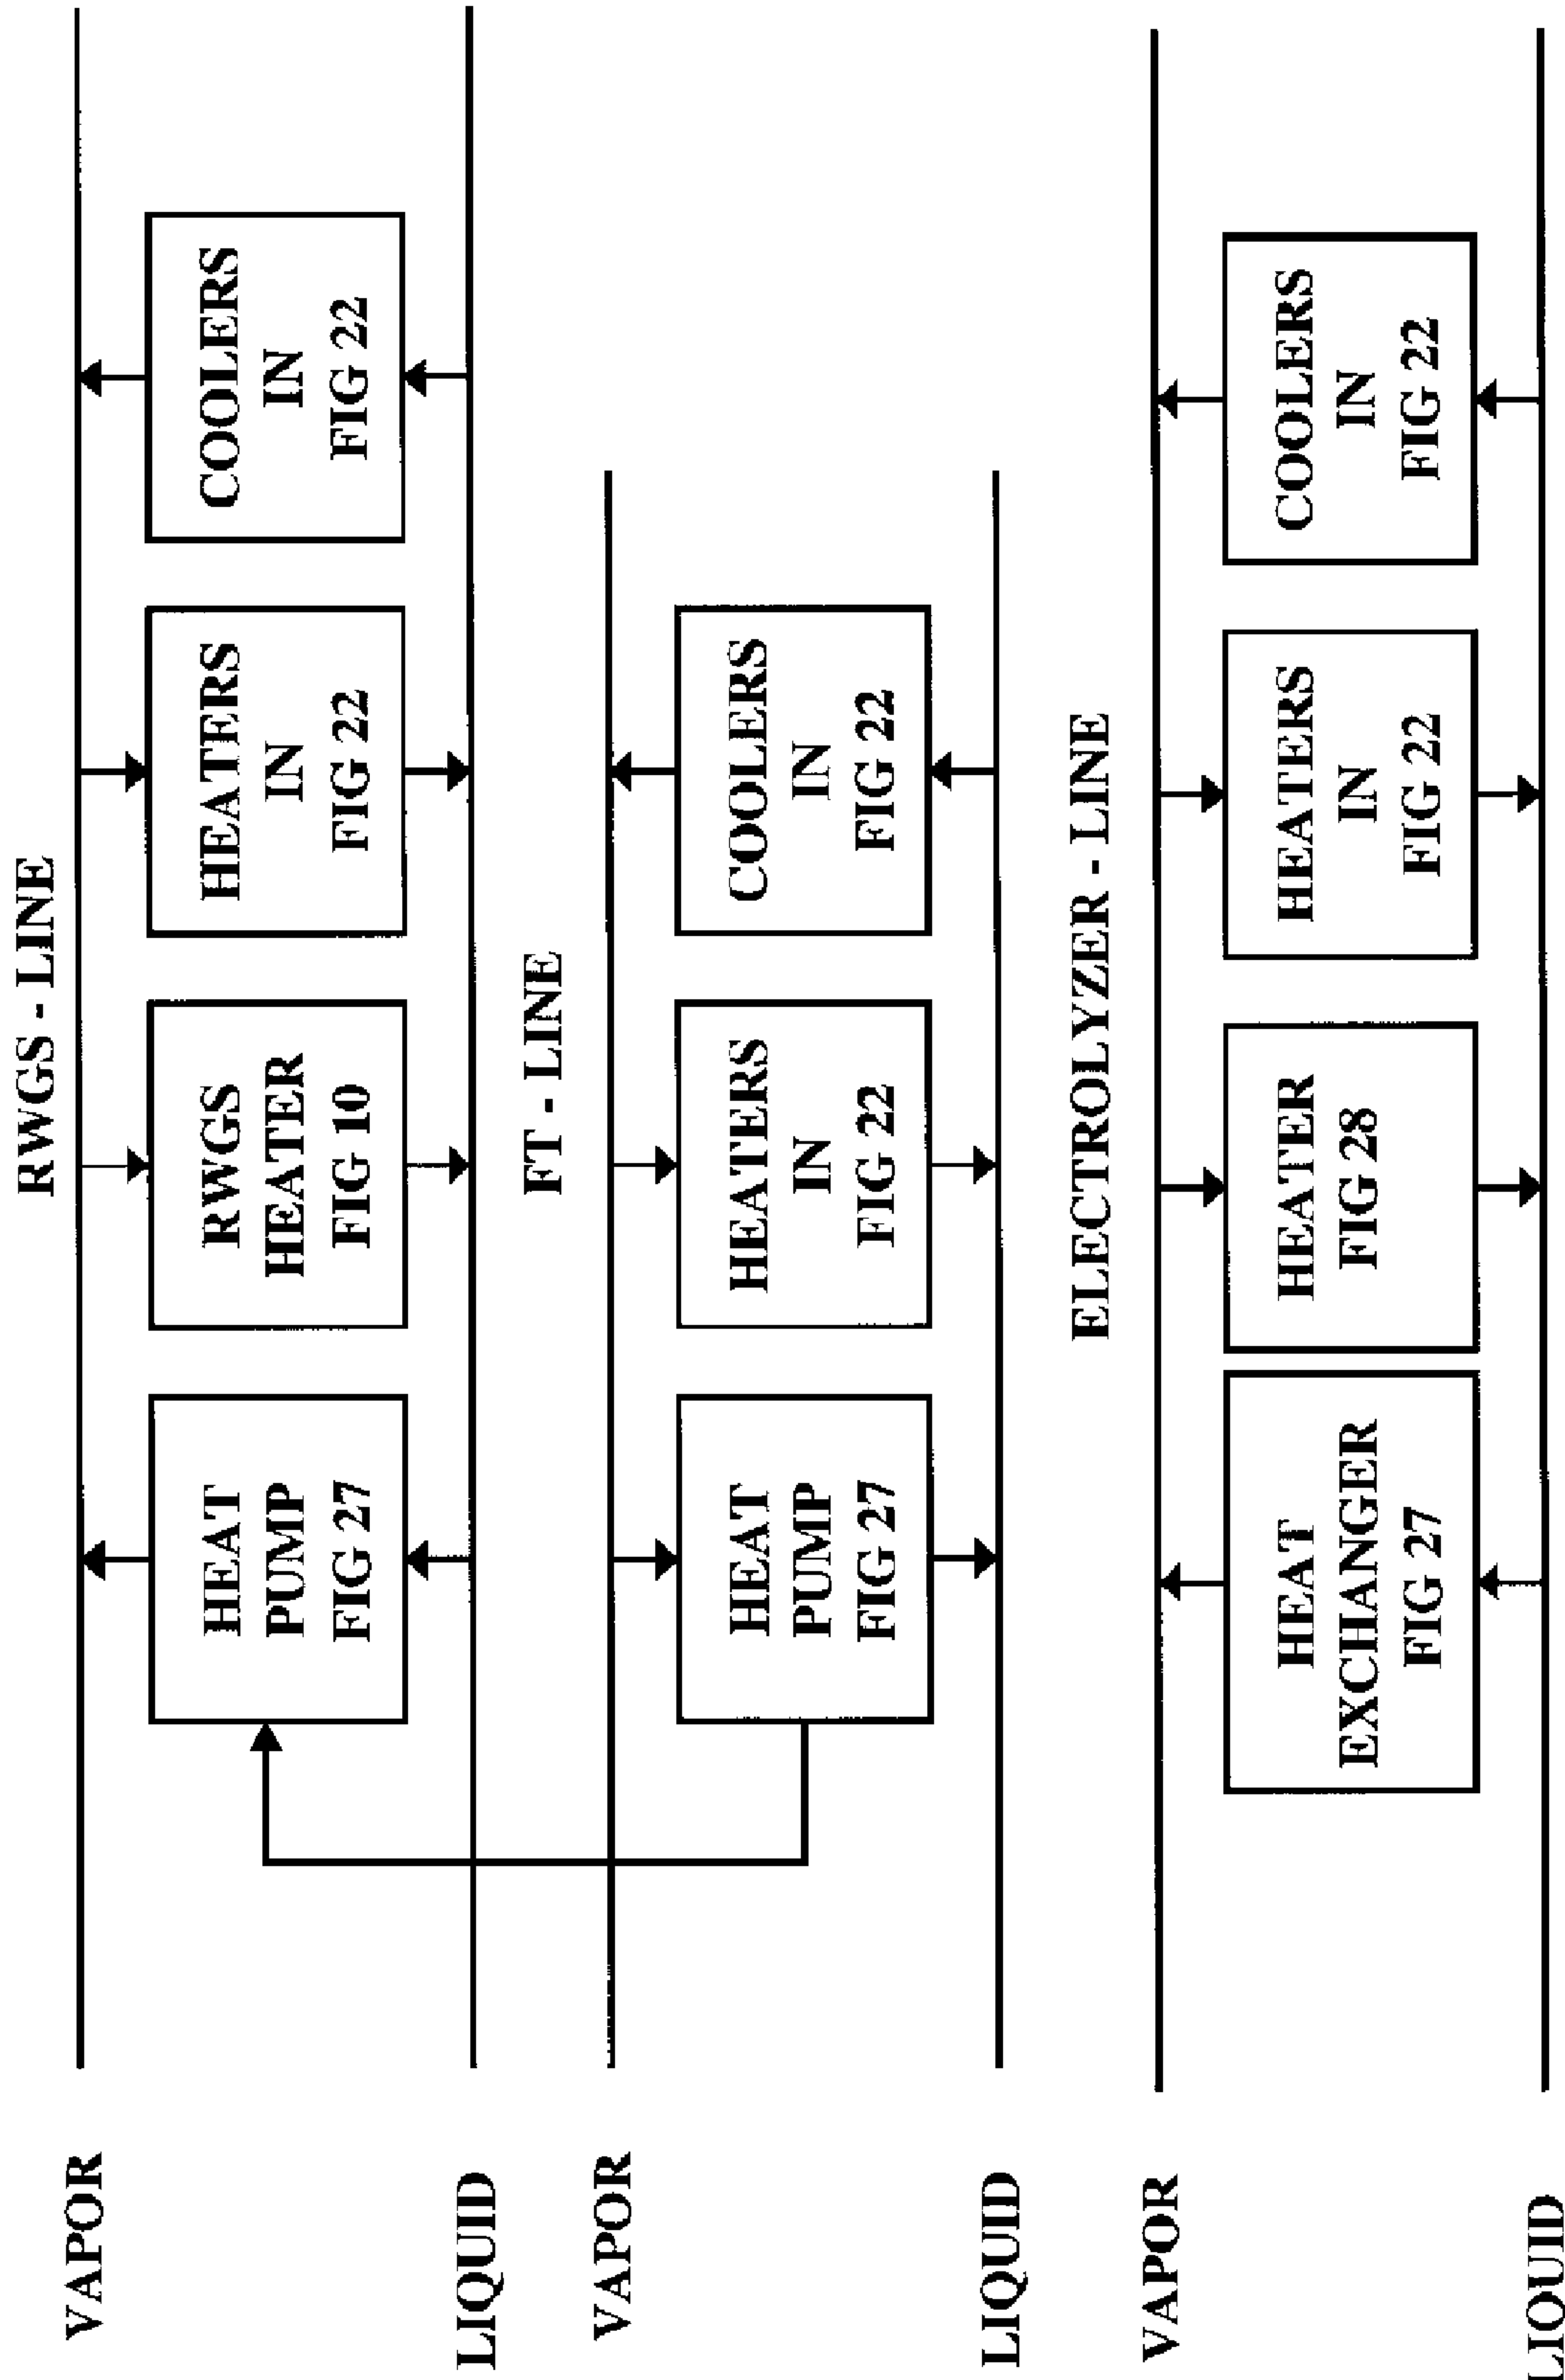 RWGS - LINE
VAPOR
HEAT
PUMP
FIG 27
RWGS
HEATER
FIG 10
HEATERS
IN
FIG 22
COOLERS
IN
FIG 22
LIQUID
FT - LINE
VAPOR
HEAT
PUMP
FIG 27
HEATERS
IN
FIG 22
COOLERS
IN
FIG 22
LIQUID
ELECTROLYZER - LINE
VAPOR
HEAT
EXCHANGER
FIG 27
HEATER
FIG 28
HEATERS
IN
FIG 22
COOLERS
IN
FIG 22
LIQUID